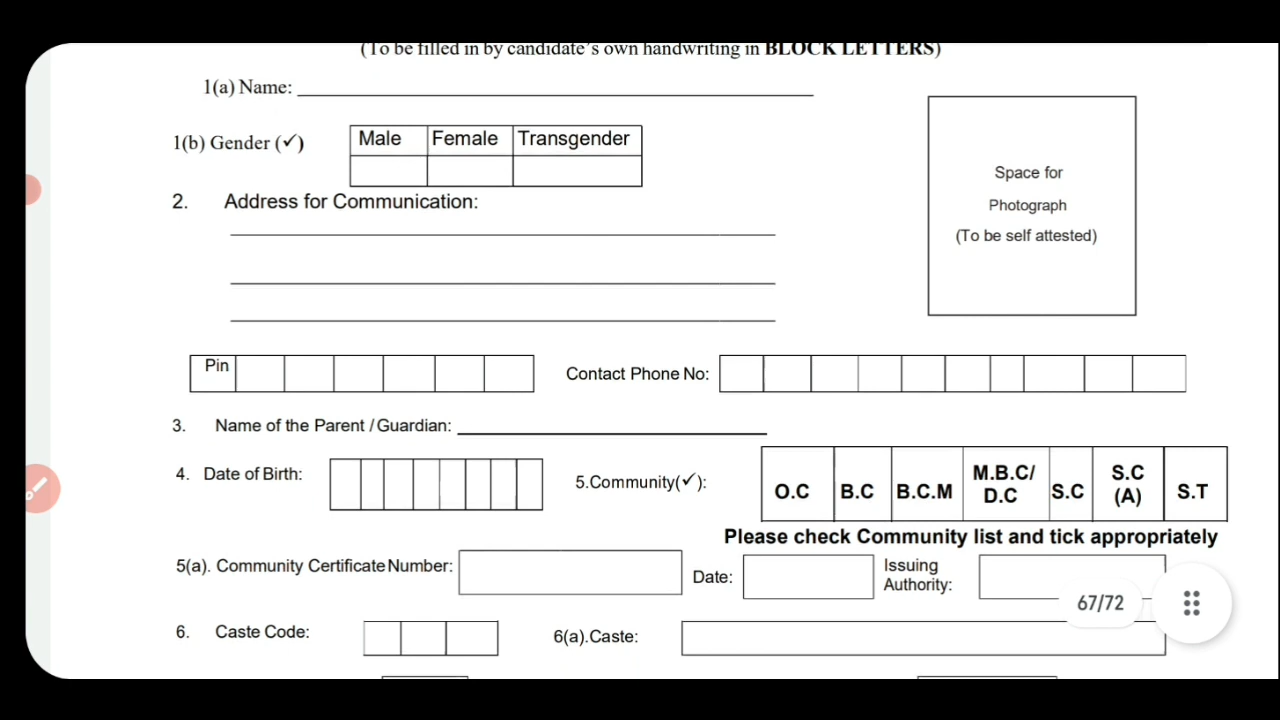 (To be filled in by candidate's own handwriting in BLOCK LETTERS)
1(a) Name:
1(b) Gender (✓)
Male Female Transgender
2. Address for Communication:
Space for
Photograph
(To be self attested)
Pin
Contact Phone No:
3. Name of the Parent / Guardian:
4. Date of Birth:
5.Community(✓):
O.C B.C B.C.M M.B.C/ D.C S.C S.C (A) S.T
Please check Community list and tick appropriately
5(a). Community Certificate Number:
Date:
Issuing
Authority:
67/72
6. Caste Code:
6(a).Caste: